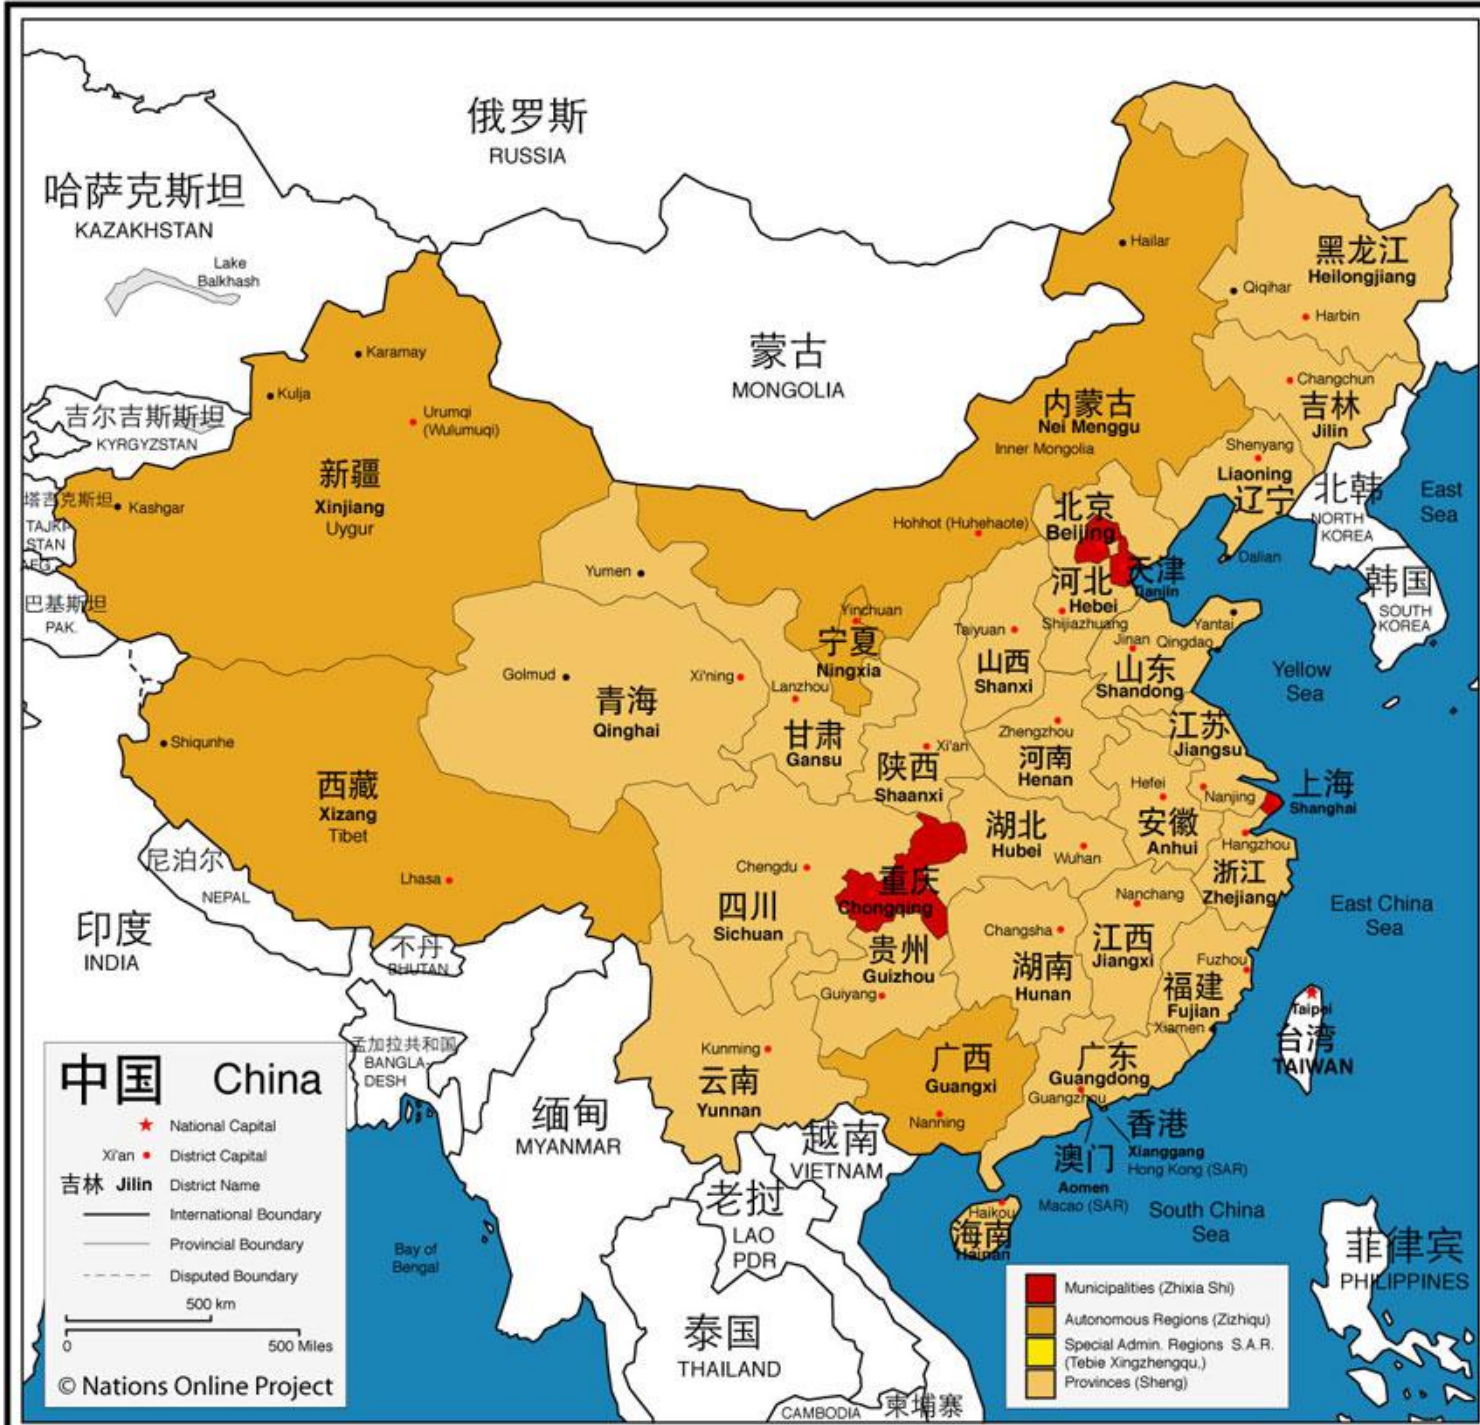 俄罗斯
RUSSIA
哈萨克斯坦
KAZAKHSTAN
Lake
Balkhash
Hailar
黑龙江
Heilongjiang
Qiqihar
Harbin
蒙古
MONGOLIA
Karamay
Kulja
Urumqi
(Wulumuqi)
吉尔吉斯斯坦
KYRGYZSTAN
Changchun
吉林
Jilin
内蒙古
Nei Menggu
Inner Mongolia
Shenyang
Liaoning
辽宁
新疆
Xinjiang
Uygur
塔吉克斯坦
TAJKI-
STAN
AFG.
Kashgar
北京
Beijing
北韩
NORTH
KOREA
East
Sea
Hohhot (Huhehaote)
Dalian
Yumen
河北
Hebei
天津
Tianjin
韩国
SOUTH
KOREA
巴基斯坦
PAK.
Yinchuan
宁夏
Ningxia
Taiyuan
Shijiazhuang
Yantai
Jinan
Qingdao
山西
Shanxi
山东
Shandong
Yellow
Sea
Golmud
Xi'ning
Lanzhou
青海
Qinghai
甘肃
Gansu
Shiqunhe
Zhengzhou
江苏
Jiangsu
Xi'an
陕西
Shaanxi
河南
Henan
西藏
Xizang
Tibet
Hefei
Nanjing
上海
Shanghai
湖北
Hubei
Wuhan
安徽
Anhui
Hangzhou
浙江
Zhejiang
尼泊尔
NEPAL
Lhasa
Chengdu
重庆
Chongqing
四川
Sichuan
Nanchang
East China
Sea
印度
INDIA
不丹
BHUTAN
贵州
Guizhou
Changsha
江西
Jiangxi
湖南
Hunan
Fuzhou
福建
Fujian
Guiyang
Xiamen
Taipei
台湾
TAIWAN
孟加拉共和国
BANGLA-
DESH
Kunming
云南
Yunnan
广西
Guangxi
广东
Guangdong
Guangzhou
Nanning
缅甸
MYANMAR
越南
VIETNAM
香港
Xianggang
Hong Kong (SAR)
澳门
Aomen
Macao (SAR)
老挝
LAO
PDR
Haikou
海南
Hainan
South China
Sea
Bay of
Bengal
菲律宾
PHILIPPINES
泰国
THAILAND
CAMBODIA
柬埔寨
中国 China
National Capital
Xi'an District Capital
吉林 Jilin District Name
International Boundary
Provincial Boundary
Disputed Boundary
500 km
0 500 Miles
© Nations Online Project
Municipalities (Zhixia Shi)
Autonomous Regions (Zizhiqu)
Special Admin. Regions S.A.R.
(Tebie Xingzhengqu,)
Provinces (Sheng)